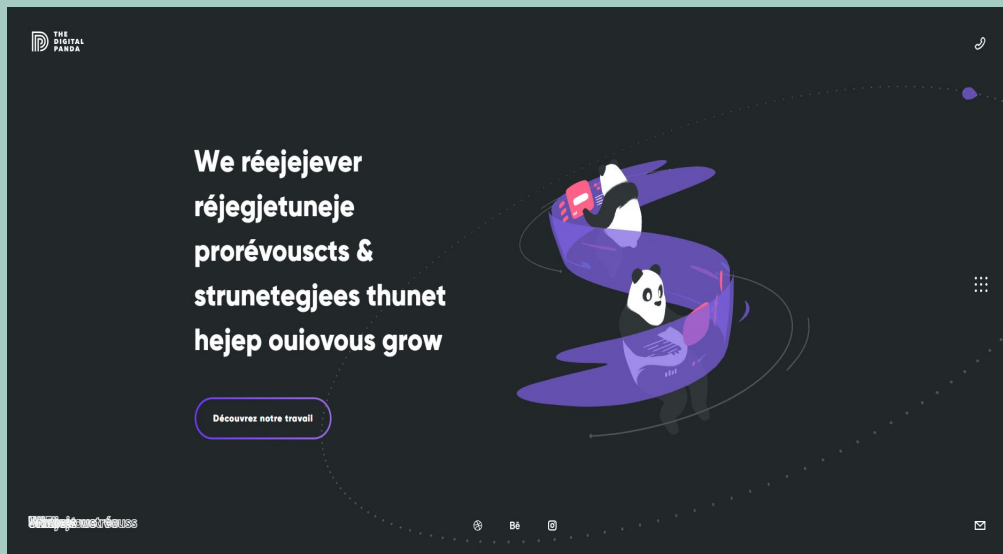 THE
DIGITAL
PANDA
We réejejever
réjegjetuneje
prorévouscts &
strunetegjees thunet
hejep ouiovous grow
Découvrez notre travail
Bē